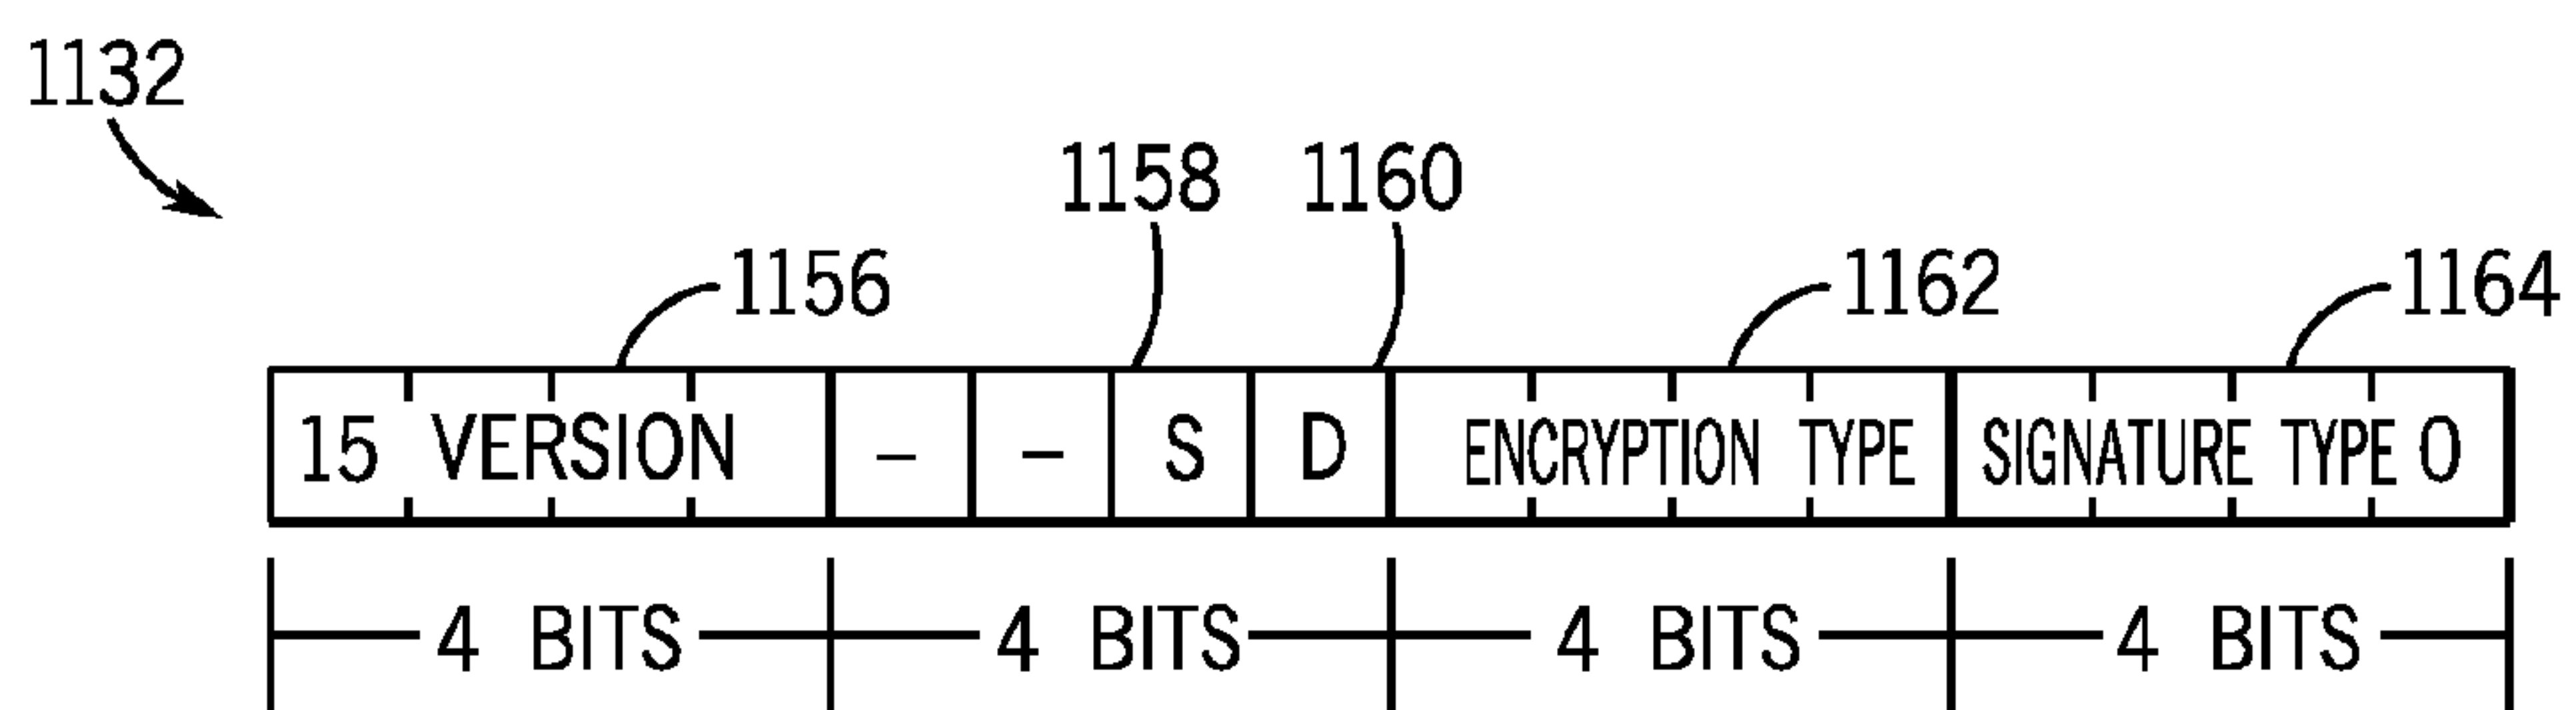 1132
1158 1160
1156 1162 1164
15 VERSION – – S D ENCRYPTION TYPE SIGNATURE TYPE 0
4 BITS 4 BITS 4 BITS 4 BITS